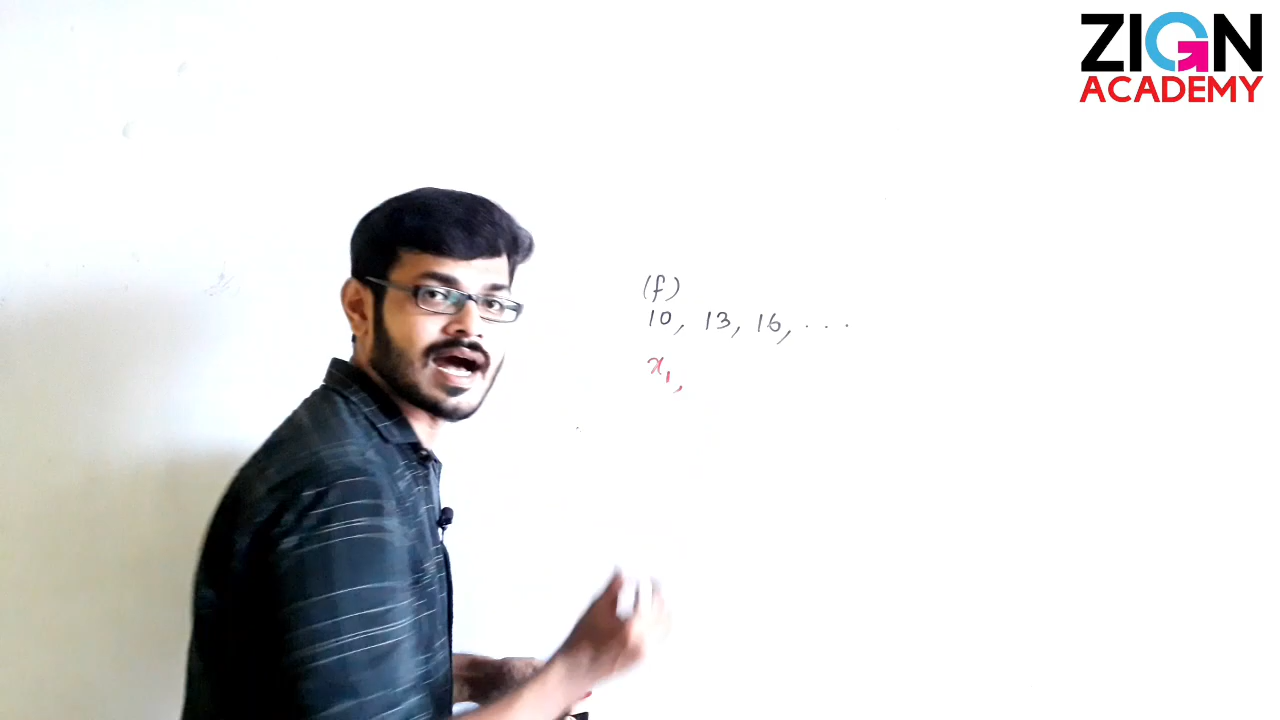 ZIGN
ACADEMY
(f)
10, 13, 16, . . .
x₁,